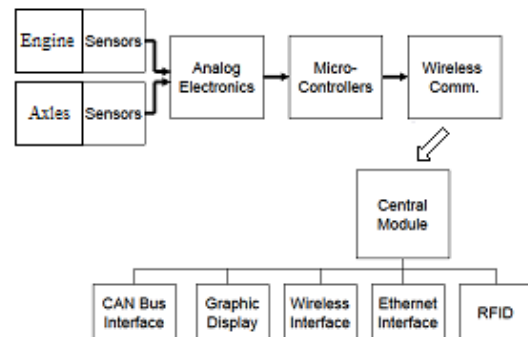 Engine Sensors
Axles Sensors
Analog
Electronics
Micro-
Controllers
Wireless
Comm.
Central
Module
CAN Bus
Interface
Graphic
Display
Wireless
Interface
Ethernet
Interface
RFID